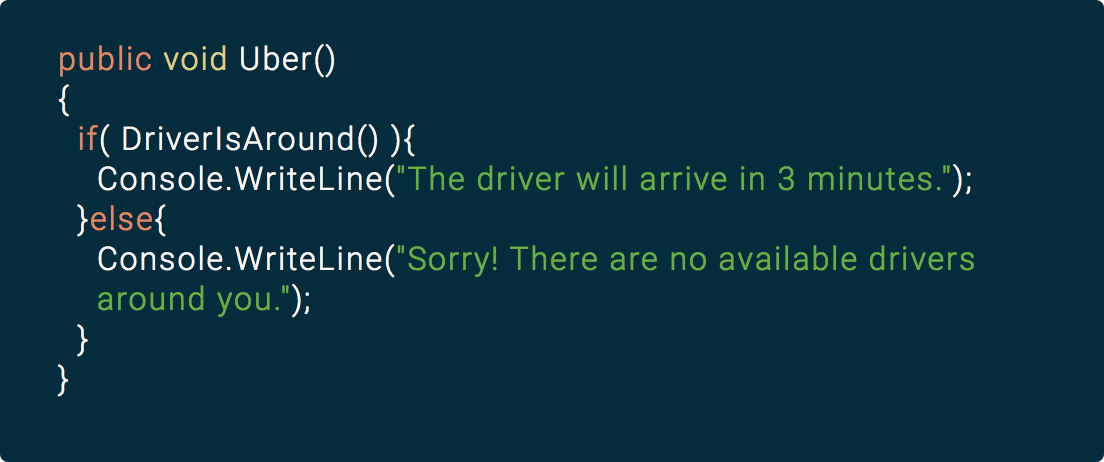 public void Uber()
{
if( DriverIsAround() ){
Console.WriteLine("The driver will arrive in 3 minutes.");
}else{
Console.WriteLine("Sorry! There are no available drivers
around you.");
}
}